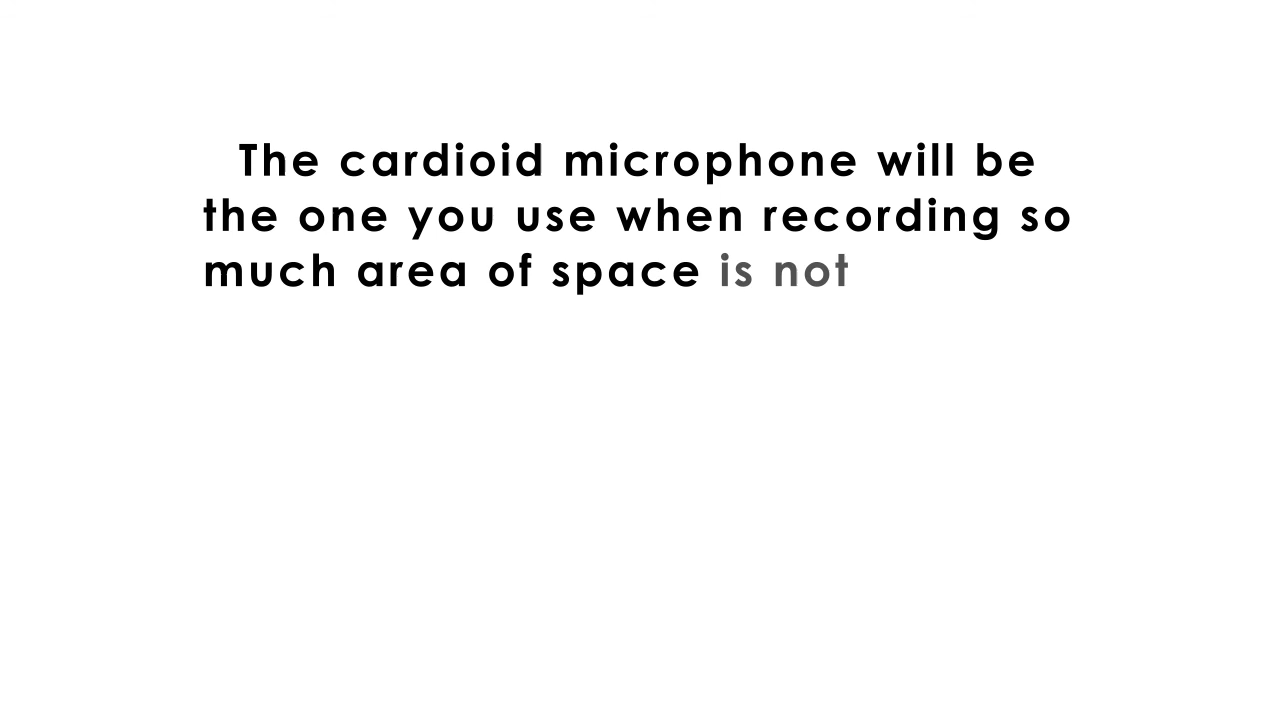 The cardioid microphone will be
the one you use when recording so
much area of space is not